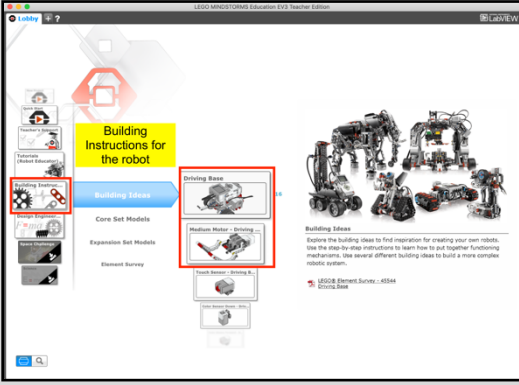 LEGO MINDSTORMS Education EV3 Teacher Edition
Lobby + ?
LabVIEW
Quick Start
Teacher's Support
Building
Instructions for
the robot
Tutorials
(Robot Educator)
Building Instruc...
Driving Base
Building Ideas
16
Design Engineer...
Core Set Models
Medium Motor - Driving ...
Space Challenge
Expansion Set Models
Element Survey
Touch Sensor - Driving B...
Building Ideas
Explore the building ideas to find inspiration for creating your own robots.
Use the step-by-step instructions to learn how to put together functioning
mechanisms. Use several different building ideas to build a more complex
robotic system.
LEGO® Element Survey - 45544
Driving Base